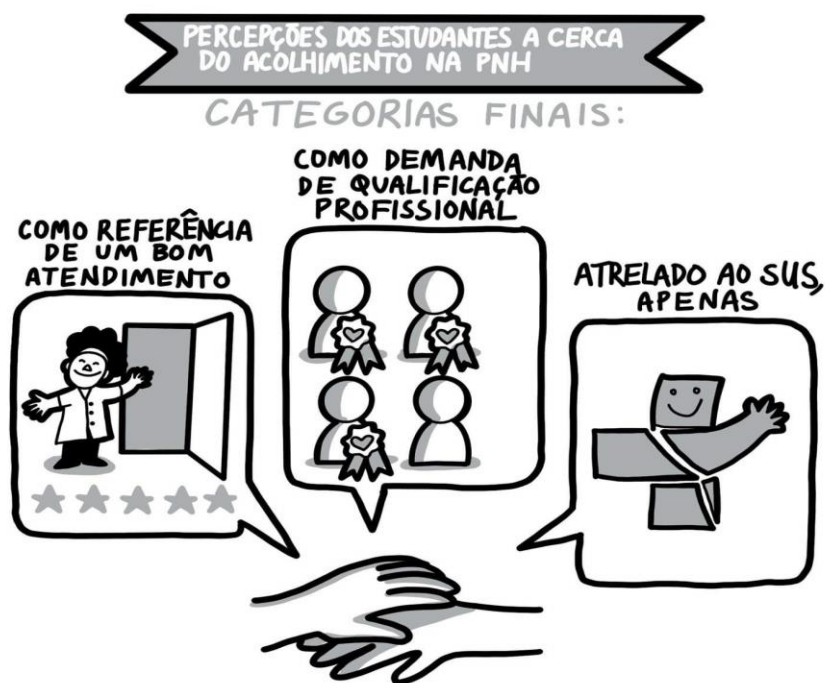 PERCEPÇÕES DOS ESTUDANTES A CERCA
DO ACOLHIMENTO NA PNH
CATEGORIAS FINAIS:
COMO REFERÊNCIA
DE UM BOM
ATENDIMENTO
COMO DEMANDA
DE QUALIFICAÇÃO
PROFISSIONAL
ATRELADO AO SUS,
APENAS